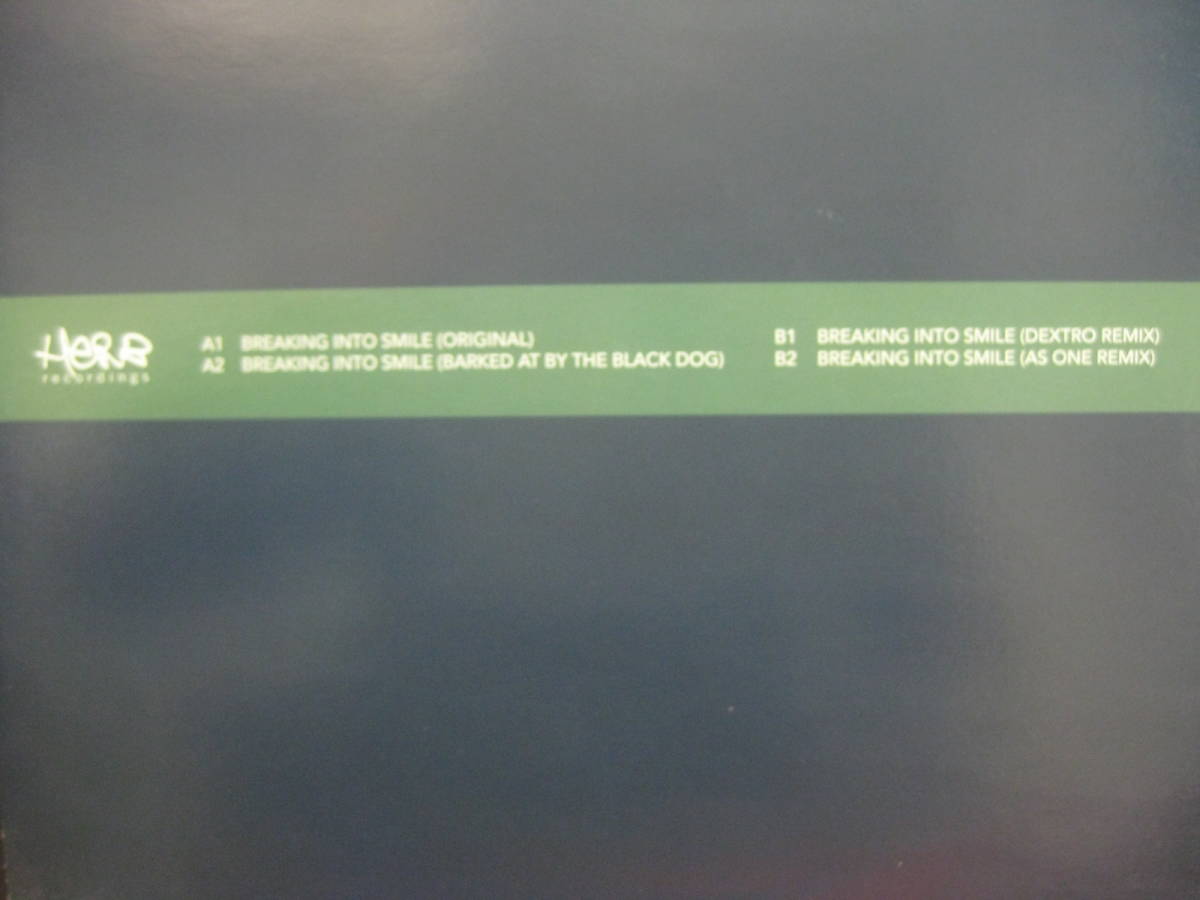 HERB
recordings
A1 BREAKING INTO SMILE (ORIGINAL)
A2 BREAKING INTO SMILE (BARKED AT BY THE BLACK DOG)
B1 BREAKING INTO SMILE (DEXTRO REMIX)
B2 BREAKING INTO SMILE (AS ONE REMIX)